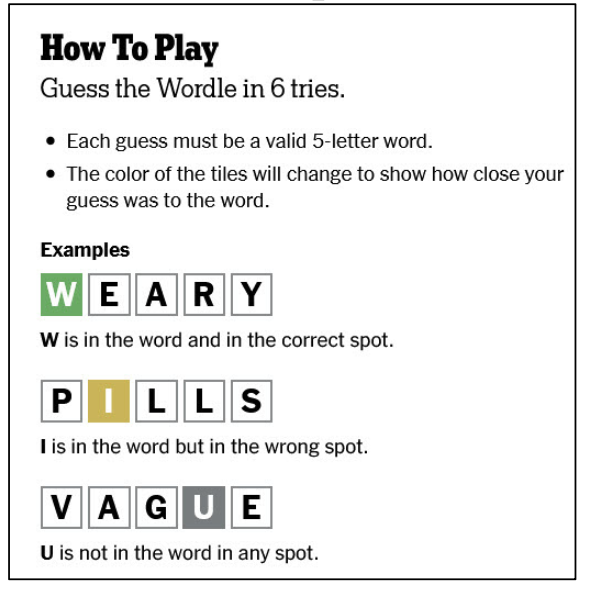 How To Play
Guess the Wordle in 6 tries.
• Each guess must be a valid 5-letter word.
• The color of the tiles will change to show how close your
guess was to the word.
Examples
W E A R Y
W is in the word and in the correct spot.
P I L L S
I is in the word but in the wrong spot.
V A G U E
U is not in the word in any spot.